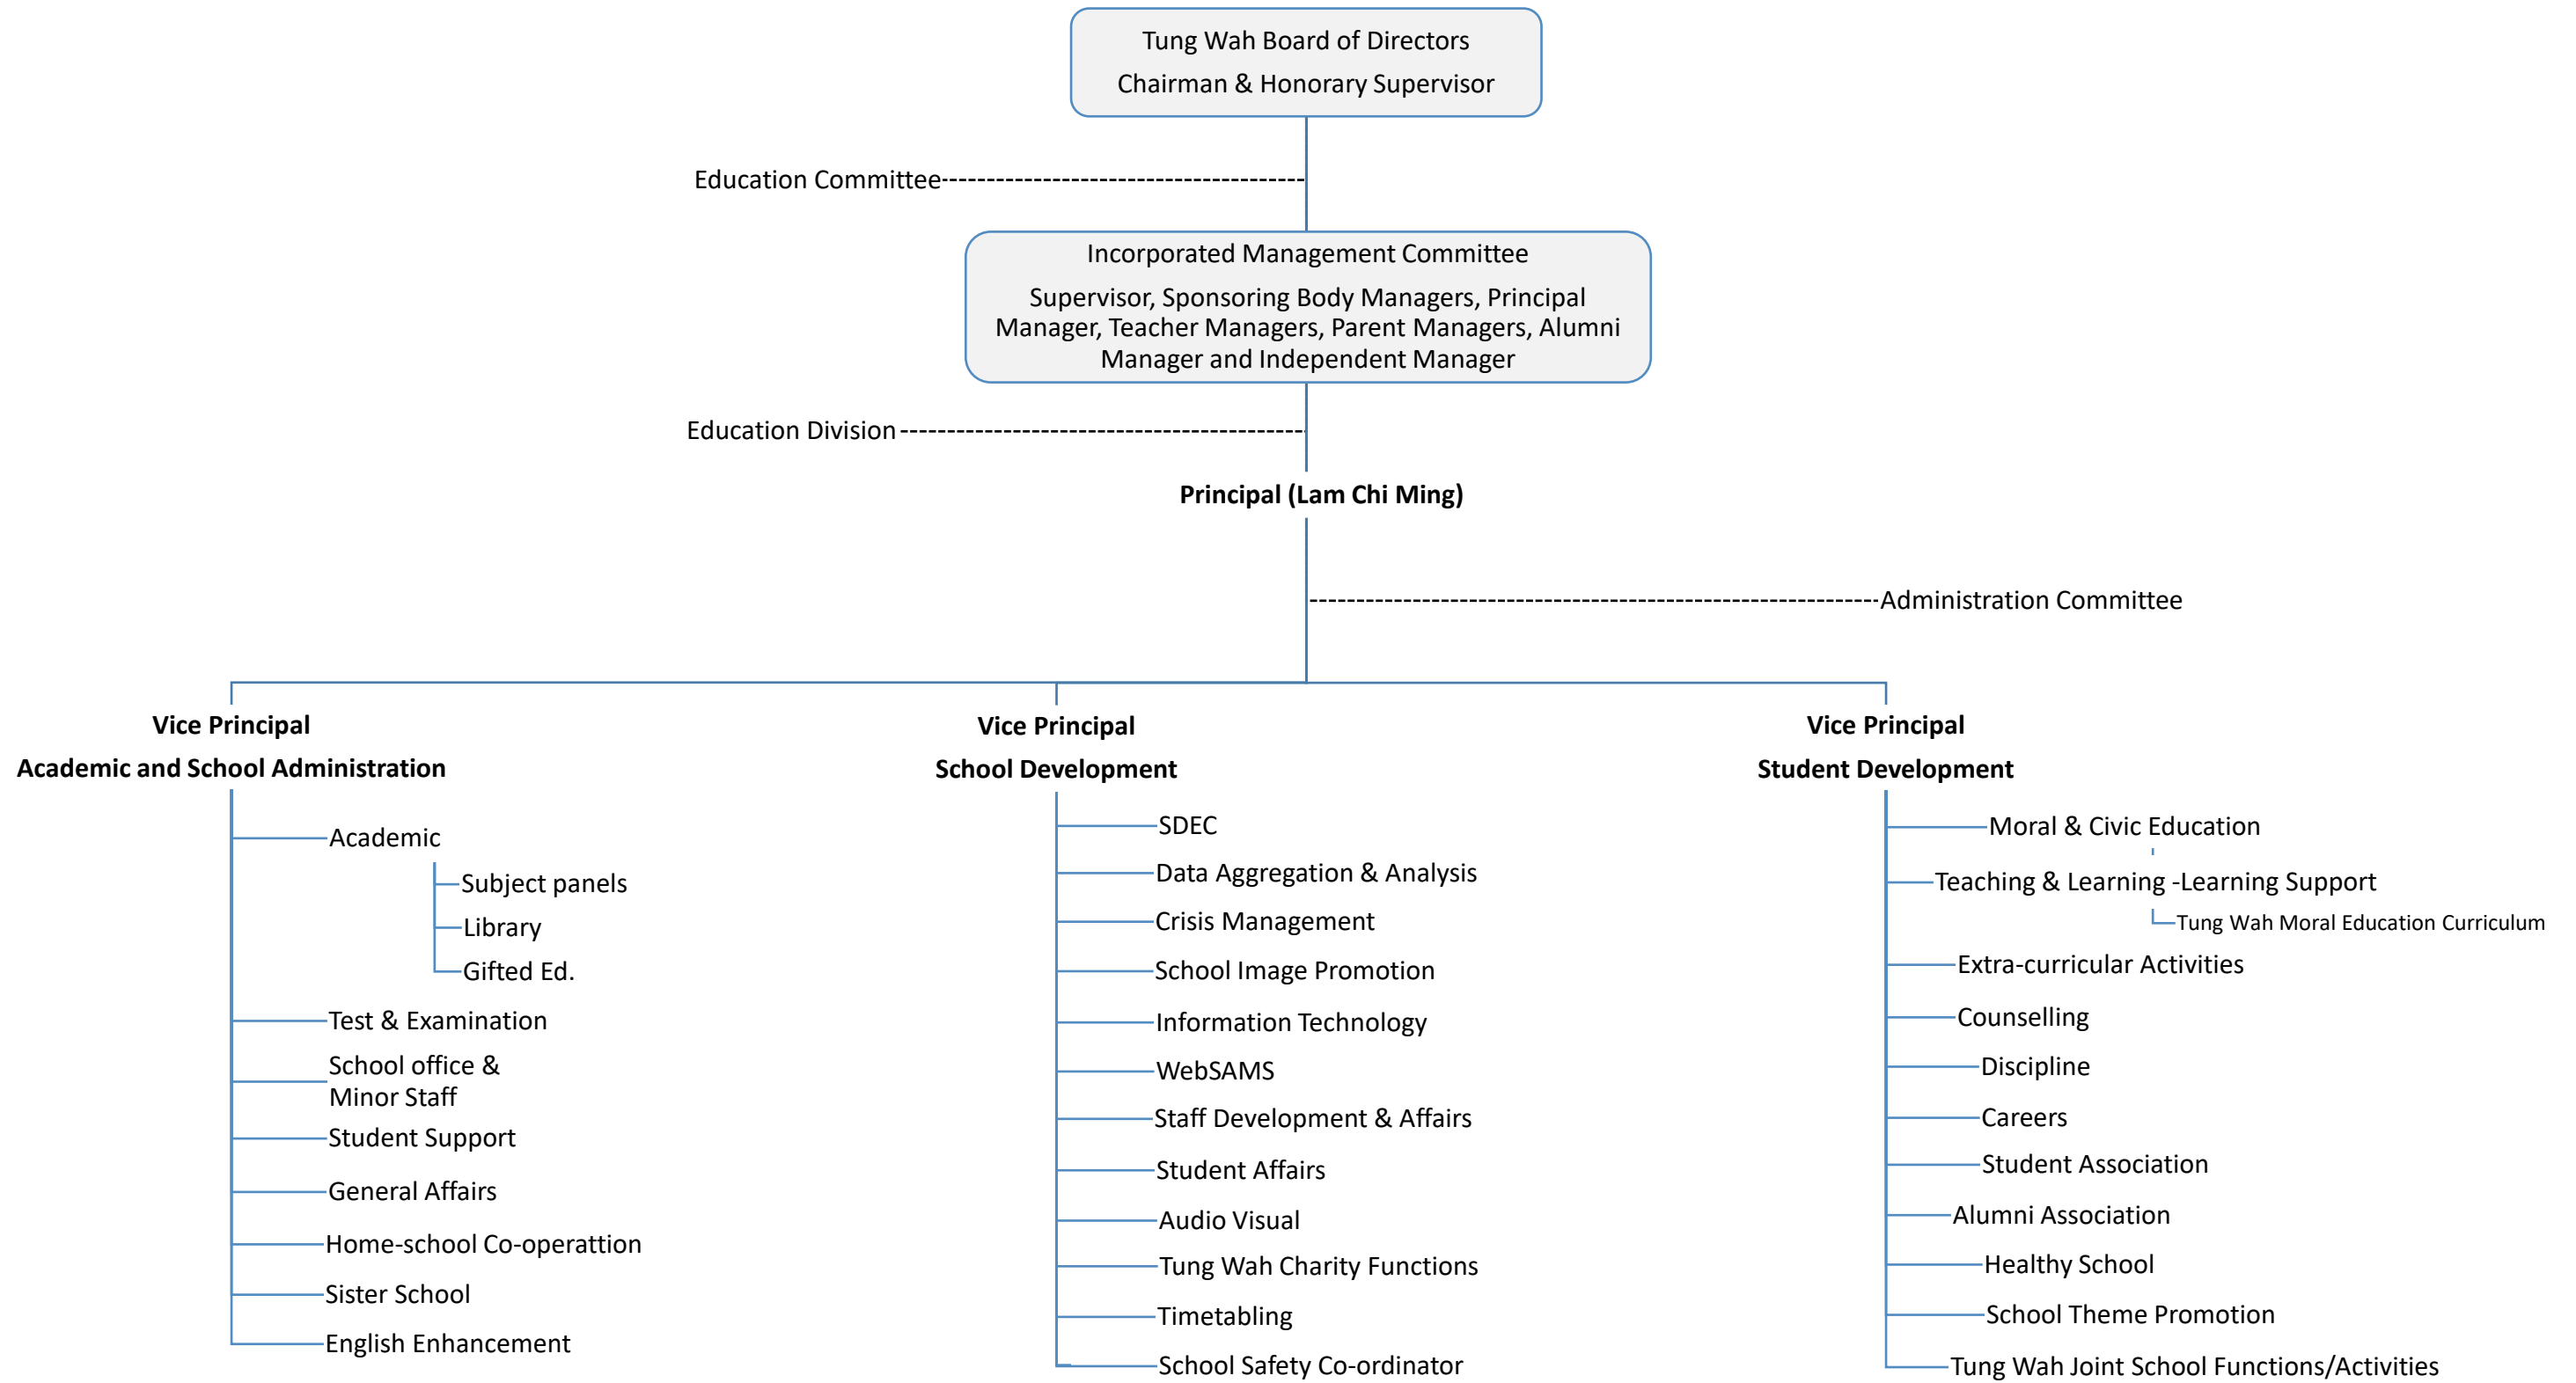 Tung Wah Board of Directors
Chairman & Honorary Supervisor
Education Committee
Incorporated Management Committee
Supervisor, Sponsoring Body Managers, Principal
Manager, Teacher Managers, Parent Managers, Alumni
Manager and Independent Manager
Education Division
Principal (Lam Chi Ming)
Administration Committee
Vice Principal
Academic and School Administration
Academic
Subject panels
Library
Gifted Ed.
Test & Examination
School office &
Minor Staff
Student Support
General Affairs
Home-school Co-operattion
Sister School
English Enhancement
Vice Principal
School Development
SDEC
Data Aggregation & Analysis
Crisis Management
School Image Promotion
Information Technology
WebSAMS
Staff Development & Affairs
Student Affairs
Audio Visual
Tung Wah Charity Functions
Timetabling
School Safety Co-ordinator
Vice Principal
Student Development
Moral & Civic Education
Teaching & Learning -Learning Support
Tung Wah Moral Education Curriculum
Extra-curricular Activities
Counselling
Discipline
Careers
Student Association
Alumni Association
Healthy School
School Theme Promotion
Tung Wah Joint School Functions/Activities